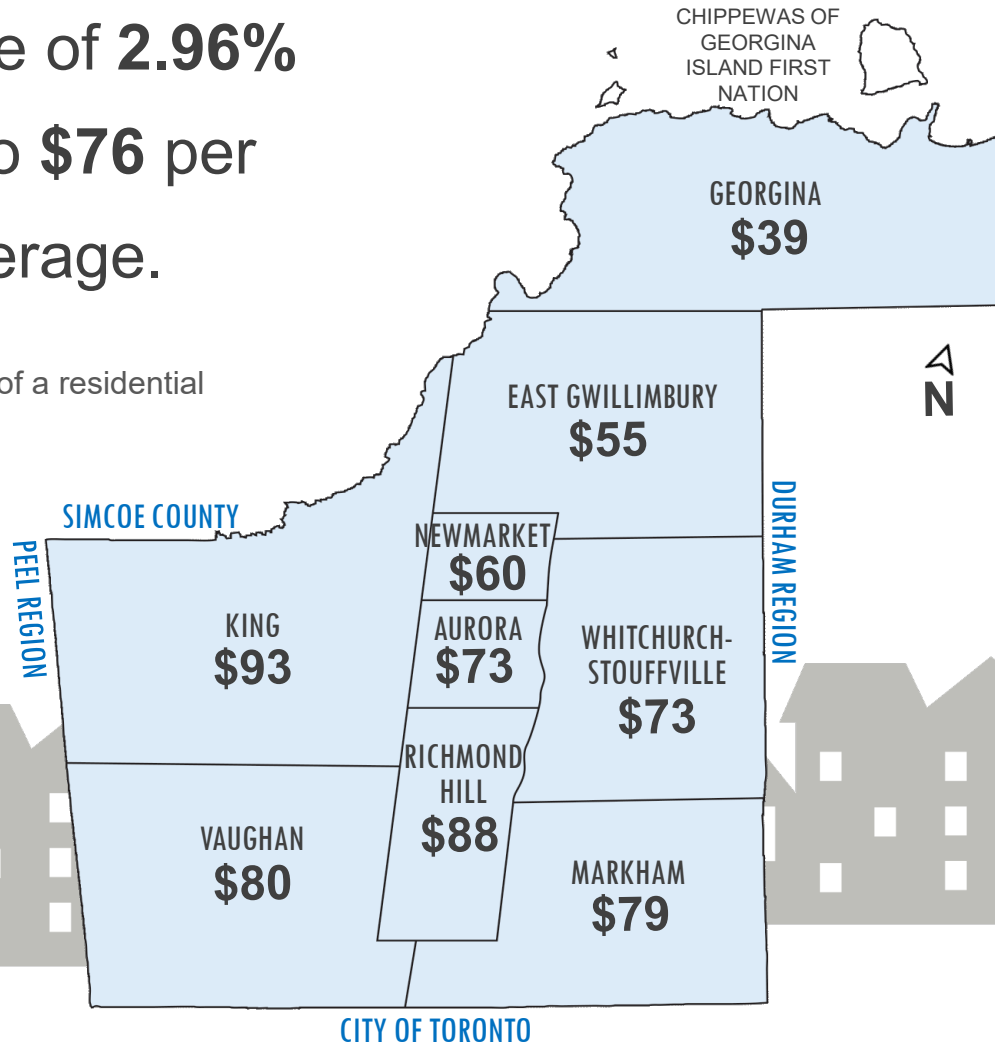 e of 2.96%
o $76 per
erage.
of a residential
CHIPPEWAS OF
GEORGINA
ISLAND FIRST
NATION
GEORGINA
$39
N
EAST GWILLIMBURY
$55
SIMCOE COUNTY
PEEL REGION
DURHAM REGION
NEWMARKET
$60
KING
$93
AURORA
$73
WHITCHURCH-
STOUFFVILLE
$73
RICHMOND
HILL
$88
VAUGHAN
$80
MARKHAM
$79
CITY OF TORONTO